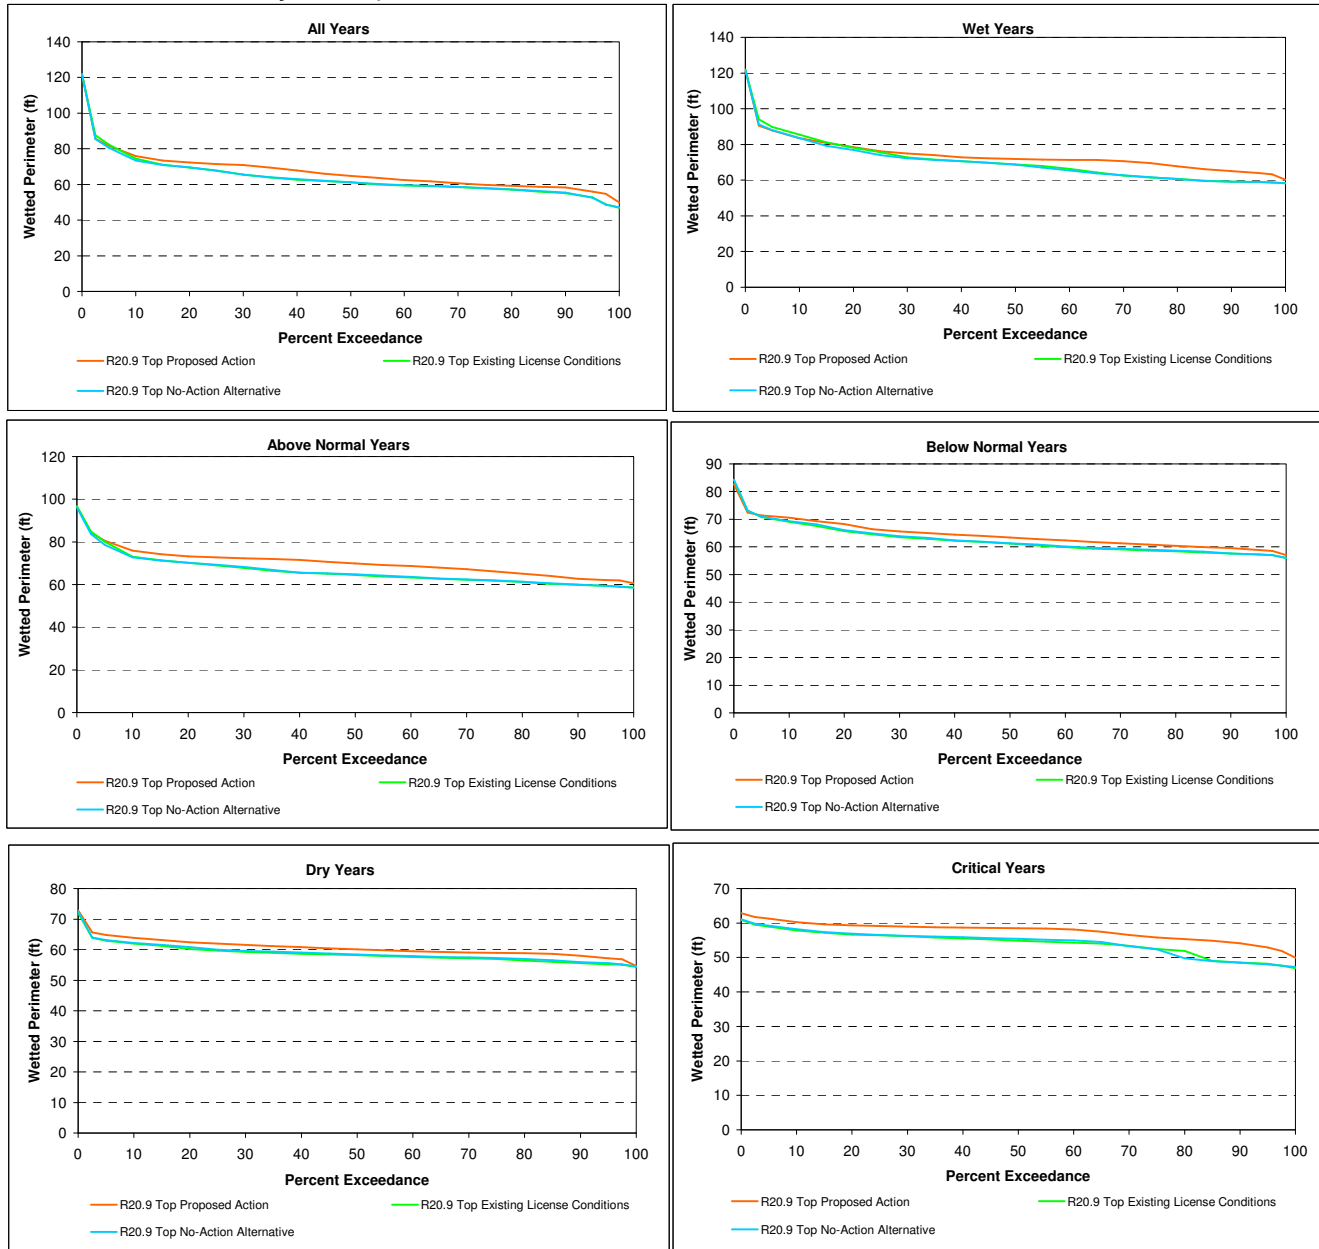 All Years
Wetted Perimeter (ft)
140
120
100
80
60
40
20
0
0 10 20 30 40 50 60 70 80 90 100
Percent Exceedance
R20.9 Top Proposed Action
R20.9 Top Existing License Conditions
R20.9 Top No-Action Alternative
Wet Years
Wetted Perimeter (ft)
140
120
100
80
60
40
20
0
0 10 20 30 40 50 60 70 80 90 100
Percent Exceedance
R20.9 Top Proposed Action
R20.9 Top Existing License Conditions
R20.9 Top No-Action Alternative
Above Normal Years
Wetted Perimeter (ft)
120
100
80
60
40
20
0
0 10 20 30 40 50 60 70 80 90 100
Percent Exceedance
R20.9 Top Proposed Action
R20.9 Top Existing License Conditions
R20.9 Top No-Action Alternative
Below Normal Years
Wetted Perimeter (ft)
90
80
70
60
50
40
30
20
10
0
0 10 20 30 40 50 60 70 80 90 100
Percent Exceedance
R20.9 Top Proposed Action
R20.9 Top Existing License Conditions
R20.9 Top No-Action Alternative
Dry Years
Wetted Perimeter (ft)
80
70
60
50
40
30
20
10
0
0 10 20 30 40 50 60 70 80 90 100
Percent Exceedance
R20.9 Top Proposed Action
R20.9 Top Existing License Conditions
R20.9 Top No-Action Alternative
Critical Years
Wetted Perimeter (ft)
70
60
50
40
30
20
10
0
0 10 20 30 40 50 60 70 80 90 100
Percent Exceedance
R20.9 Top Proposed Action
R20.9 Top Existing License Conditions
R20.9 Top No-Action Alternative